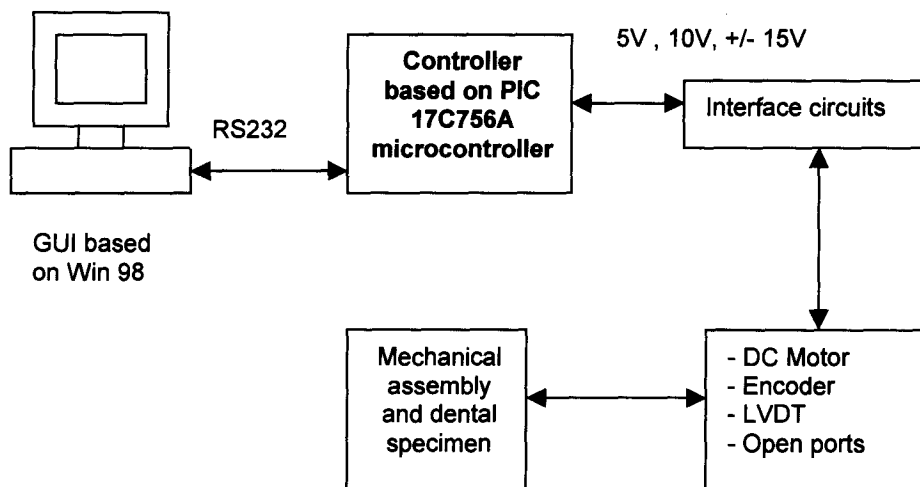 5V , 10V, +/- 15V
Controller
based on PIC
17C756A
microcontroller
Interface circuits
RS232
GUI based
on Win 98
Mechanical
assembly
and dental
specimen
- DC Motor
- Encoder
- LVDT
- Open ports